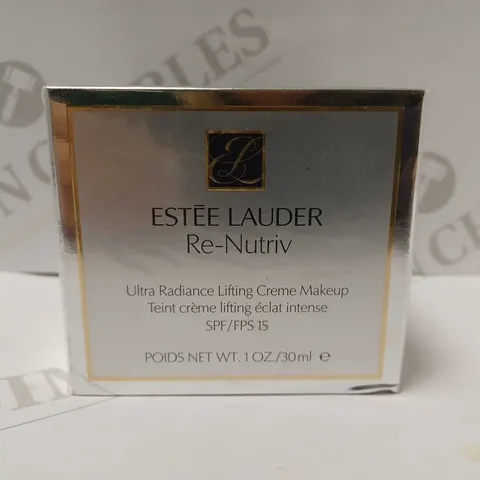 ESTĒE LAUDER
Re-Nutriv
Ultra Radiance Lifting Creme Makeup
Teint crème lifting éclat intense
SPF/FPS 15
POIDS NET WT. 1 OZ./30ml e